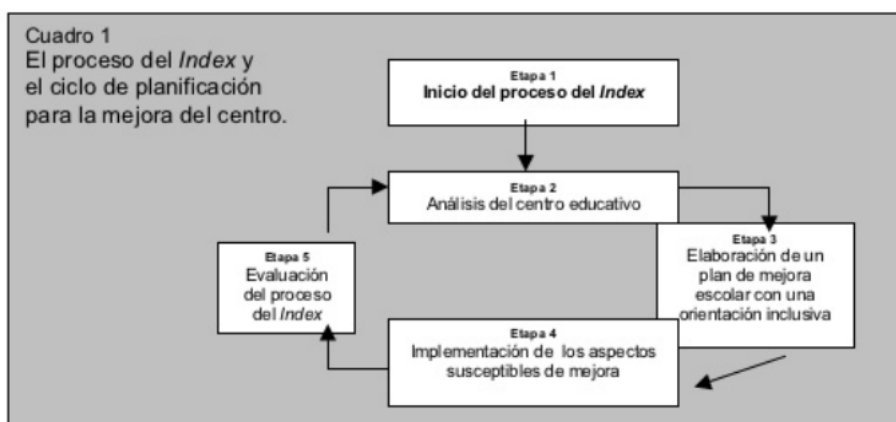 Cuadro 1
El proceso del Index y
el ciclo de planificación
para la mejora del centro.
Etapa 1
Inicio del proceso del Index
Etapa 2
Análisis del centro educativo
Etapa 3
Elaboración de un
plan de mejora
escolar con una
orientación inclusiva
Etapa 4
Implementación de los aspectos
susceptibles de mejora
Etapa 5
Evaluación
del proceso
del Index